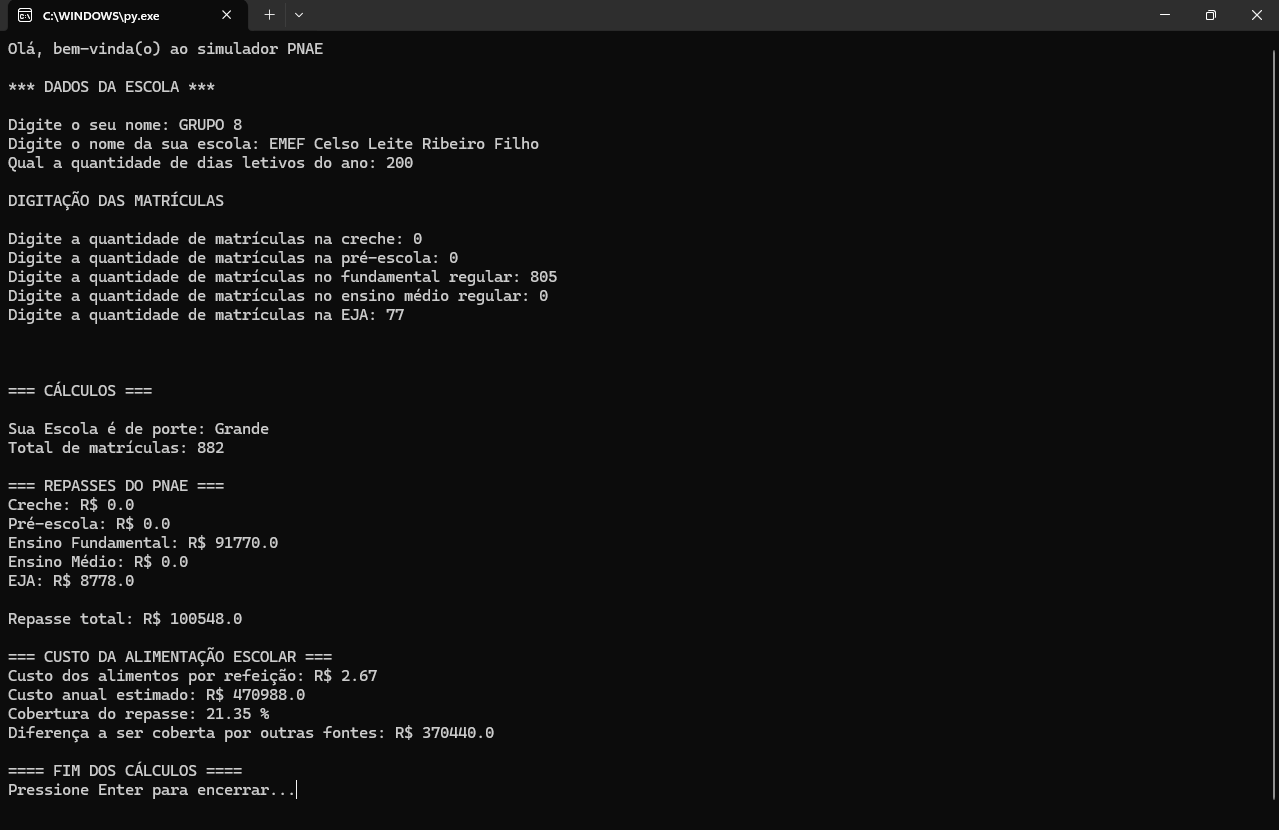 C:\WINDOWS\py.exe
Olá, bem-vinda(o) ao simulador PNAE
*** DADOS DA ESCOLA ***
Digite o seu nome: GRUPO 8
Digite o nome da sua escola: EMEF Celso Leite Ribeiro Filho
Qual a quantidade de dias letivos do ano: 200
DIGITAÇÃO DAS MATRÍCULAS
Digite a quantidade de matrículas na creche: 0
Digite a quantidade de matrículas na pré-escola: 0
Digite a quantidade de matrículas no fundamental regular: 805
Digite a quantidade de matrículas no ensino médio regular: 0
Digite a quantidade de matrículas na EJA: 77
=== CÁLCULOS ===
Sua Escola é de porte: Grande
Total de matrículas: 882
=== REPASSES DO PNAE ===
Creche: R$ 0.0
Pré-escola: R$ 0.0
Ensino Fundamental: R$ 91770.0
Ensino Médio: R$ 0.0
EJA: R$ 8778.0
Repasse total: R$ 100548.0
=== CUSTO DA ALIMENTAÇÃO ESCOLAR ===
Custo dos alimentos por refeição: R$ 2.67
Custo anual estimado: R$ 470988.0
Cobertura do repasse: 21.35 %
Diferença a ser coberta por outras fontes: R$ 370440.0
==== FIM DOS CÁLCULOS ====
Pressione Enter para encerrar...